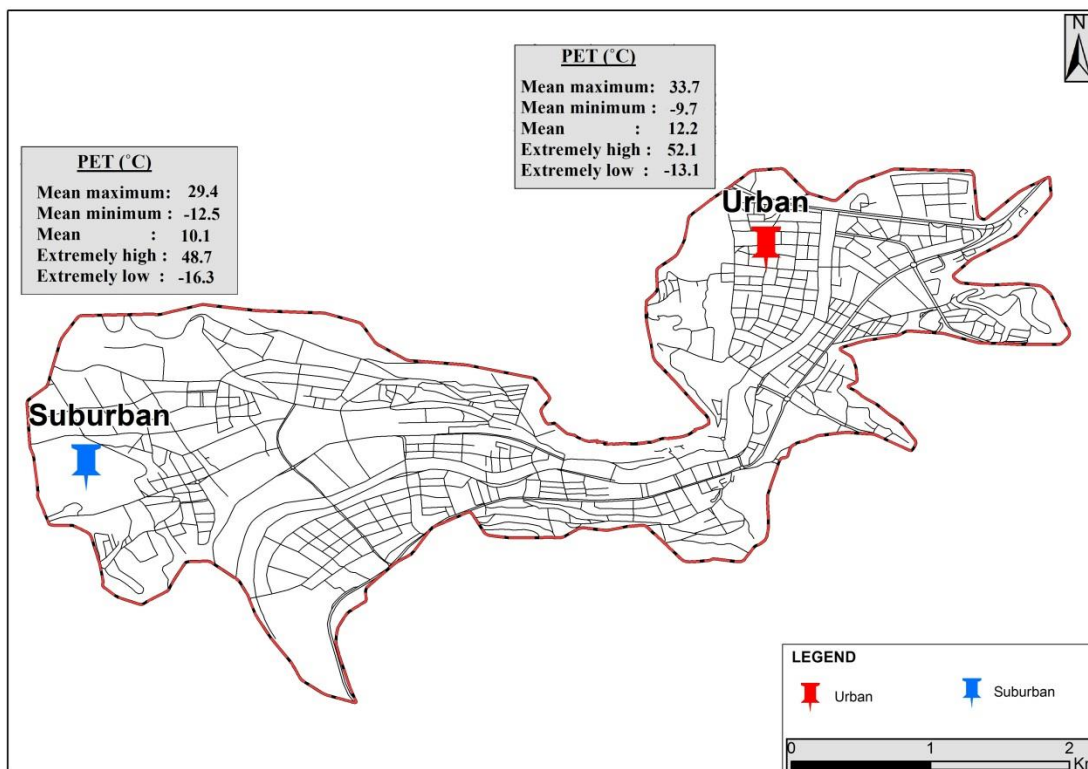 N
PET (˚C)
Mean maximum: 33.7
Mean minimum : -9.7
Mean : 12.2
Extremely high : 52.1
Extremely low : -13.1
PET (˚C)
Mean maximum: 29.4
Mean minimum : -12.5
Mean : 10.1
Extremely high : 48.7
Extremely low : -16.3
Urban
Suburban
LEGEND
Urban Suburban
0 1 2